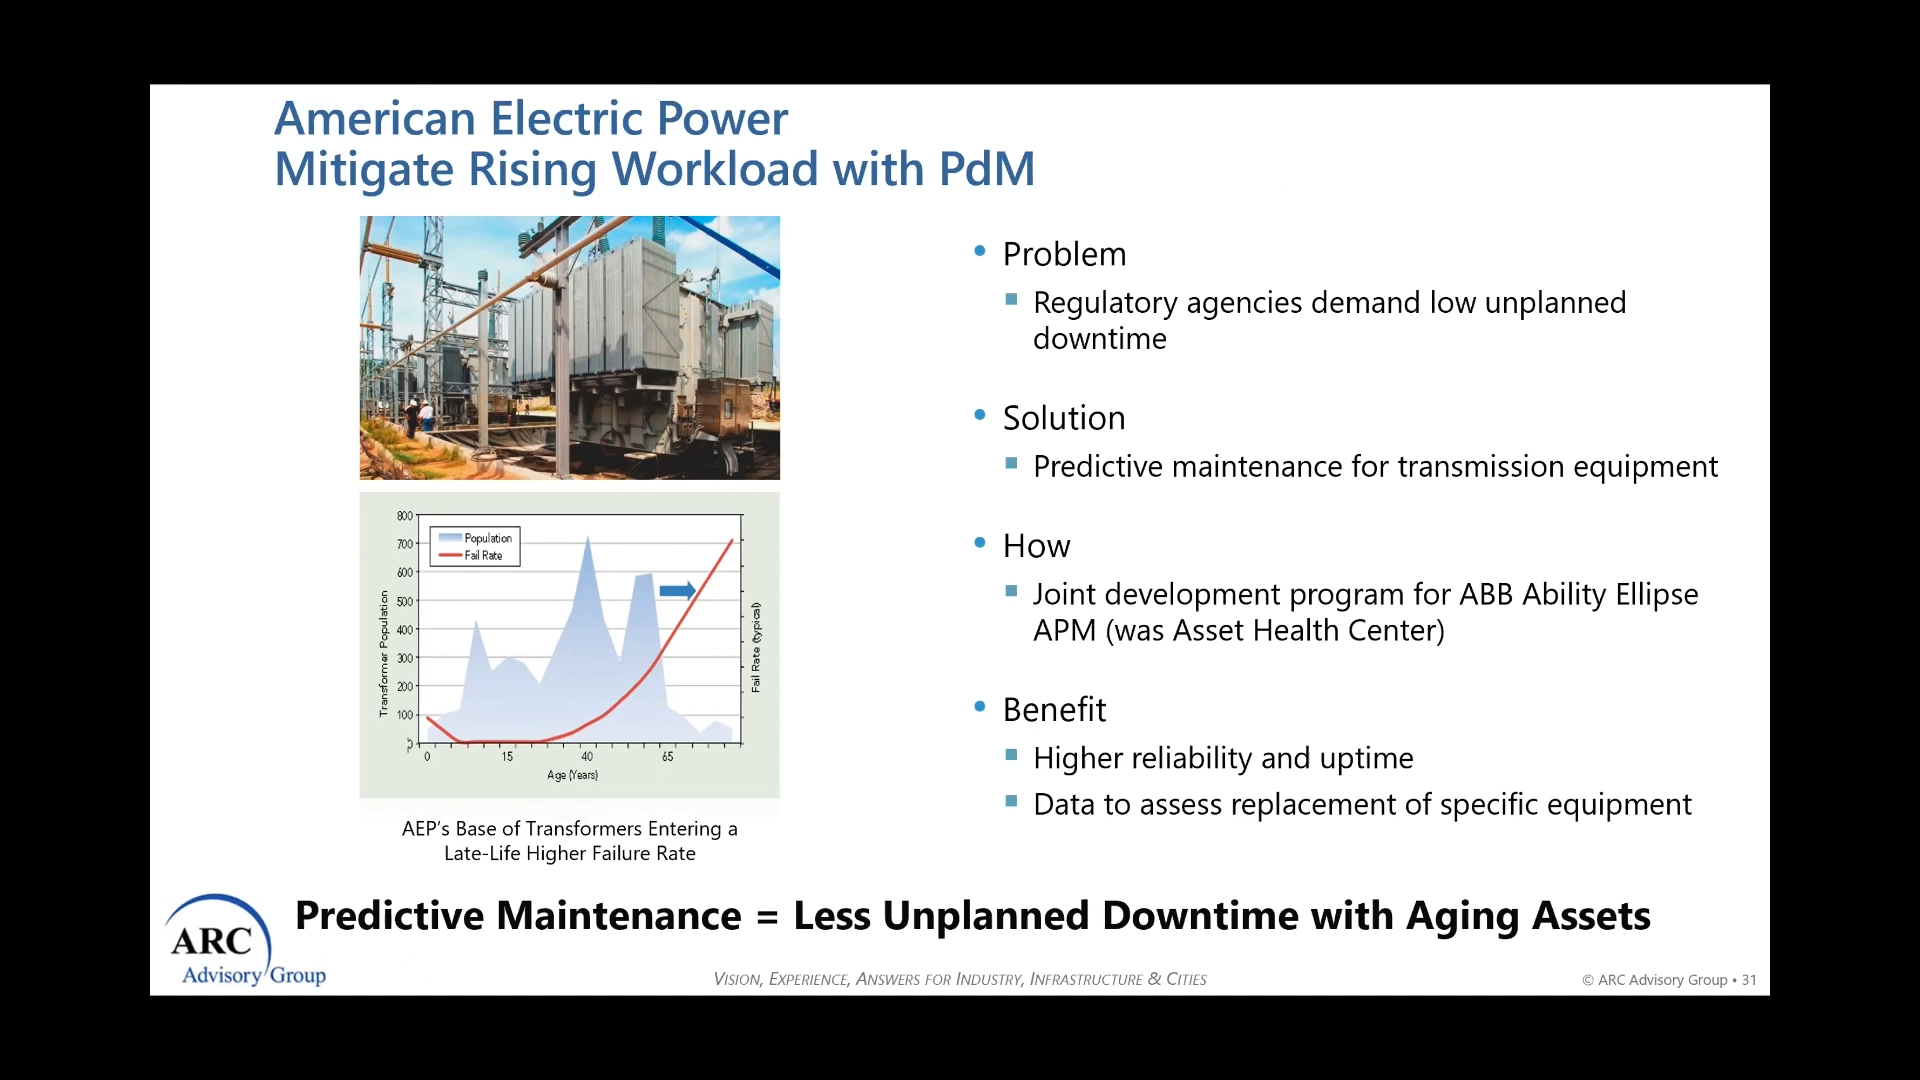 American Electric Power
Mitigate Rising Workload with PdM
• Problem
▪ Regulatory agencies demand low unplanned
downtime
• Solution
▪ Predictive maintenance for transmission equipment
• How
▪ Joint development program for ABB Ability Ellipse
APM (was Asset Health Center)
• Benefit
▪ Higher reliability and uptime
▪ Data to assess replacement of specific equipment
Population
Fail Rate
Transformer Population
800
700
600
500
400
300
200
100
0
0 15 40 65
Age (Years)
Fail Rate (typical)
AEP's Base of Transformers Entering a
Late-Life Higher Failure Rate
Predictive Maintenance = Less Unplanned Downtime with Aging Assets
ARC
Advisory Group
VISION, EXPERIENCE, ANSWERS FOR INDUSTRY, INFRASTRUCTURE & CITIES
© ARC Advisory Group • 31